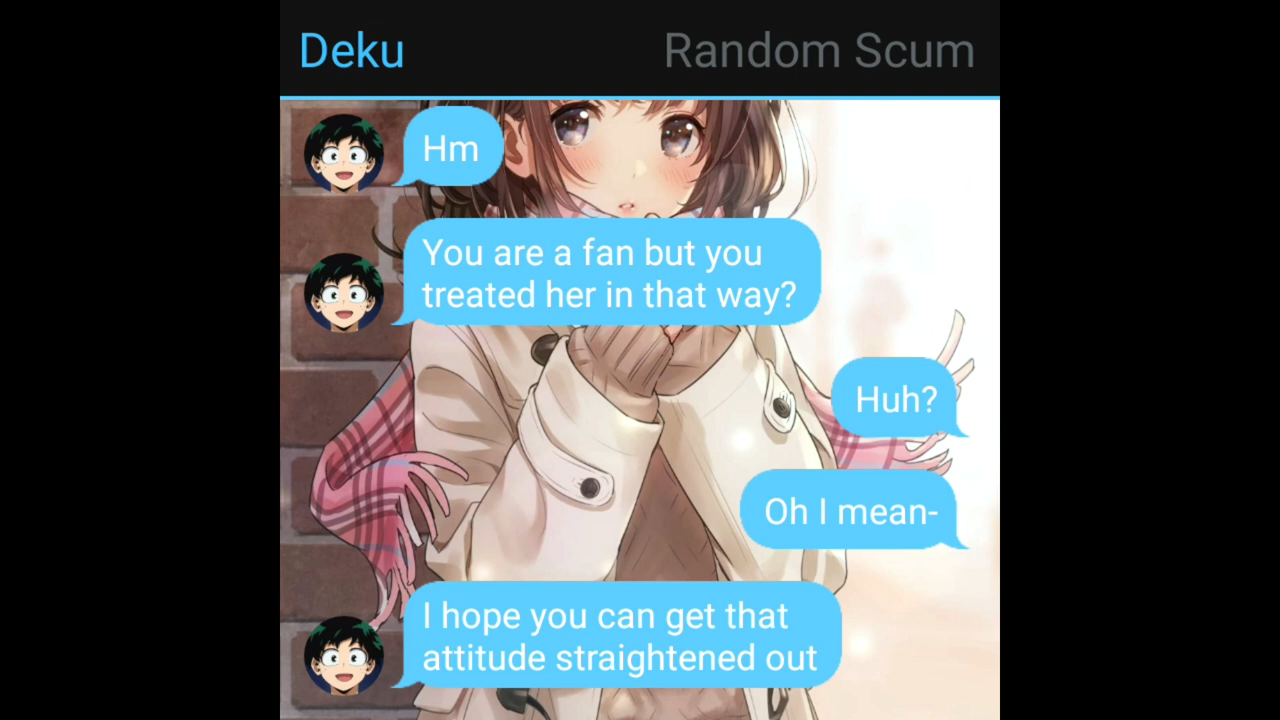 Deku
Random Scum
Hm
You are a fan but you
treated her in that way?
Huh?
Oh I mean-
I hope you can get that
attitude straightened out